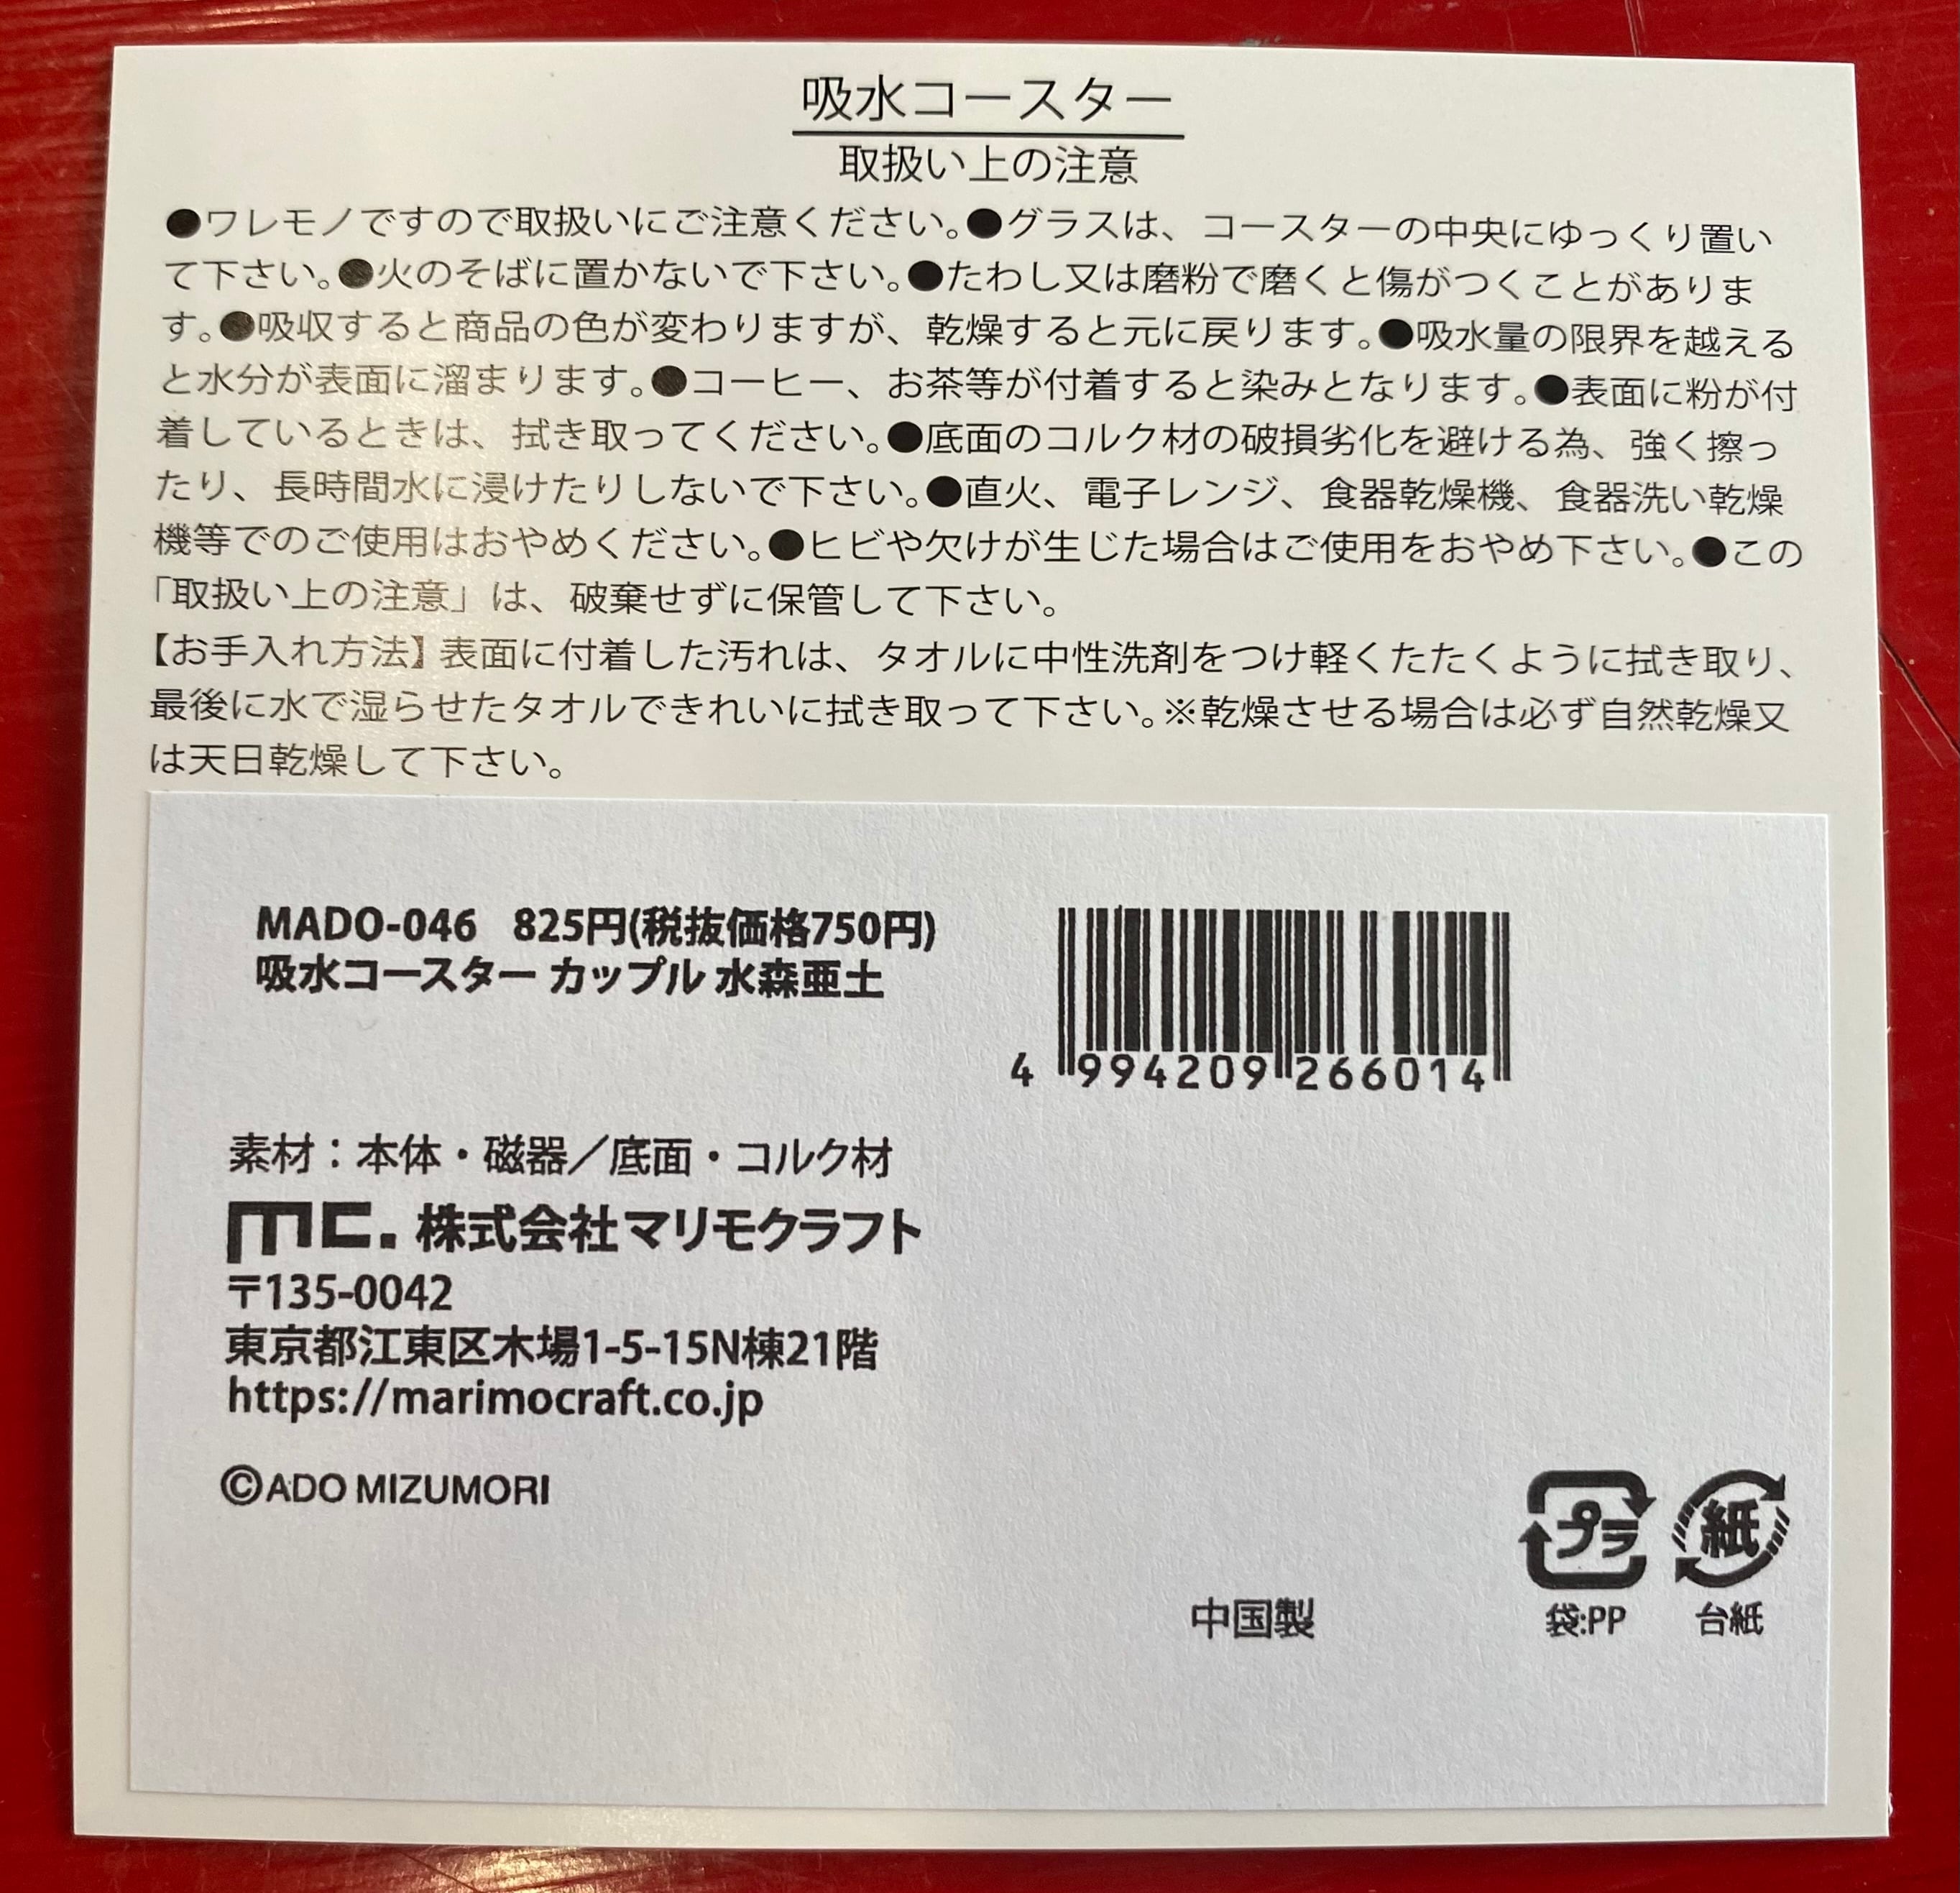 吸水コースター
取扱い上の注意
●ワレモノですので取扱いにご注意ください。●グラスは、コースターの中央にゆっくり置い
て下さい。●火のそばに置かないで下さい。●たわし又は磨粉で磨くと傷がつくことがありま
す。●吸収すると商品の色が変わりますが、乾燥すると元に戻ります。●吸水量の限界を越える
と水分が表面に溜まります。●コーヒー、お茶等が付着すると染みとなります。●表面に粉が付
着しているときは、拭き取ってください。●底面のコルク材の破損劣化を避ける為、強く擦っ
たり、長時間水に浸けたりしないで下さい。●直火、電子レンジ、食器乾燥機、食器洗い乾燥
機等でのご使用はおやめください。●ヒビや欠けが生じた場合はご使用をおやめ下さい。●この
「取扱い上の注意」は、破棄せずに保管して下さい。
【お手入れ方法】表面に付着した汚れは、タオルに中性洗剤をつけ軽くたたくように拭き取り、
最後に水で湿らせたタオルできれいに拭き取って下さい。※乾燥させる場合は必ず自然乾燥又
は天日乾燥して下さい。
MADO-046 825円(税抜価格750円)
吸水コースター カップル 水森亜土
4 994209 266014
素材：本体・磁器／底面・コルク材
mc. 株式会社マリモクラフト
〒135-0042
東京都江東区木場1-5-15N棟21階
https://marimocraft.co.jp
©ADO MIZUMORI
プラ 紙
袋:PP 台紙
中国製